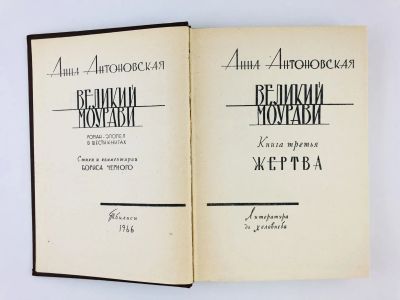 Анна Антоновская
ВЕЛИКИЙ
МОУРАВИ
РОМАН-ЭПОПЕЯ
В ШЕСТИ КНИГАХ
Стихи и комментарии
БОРИСА ЧЕРНОГО
Тбилиси
1966
Анна Антоновская
ВЕЛИКИЙ
МОУРАВИ
Книга третья
ЖЕРТВА
Литература
да хеловнеба